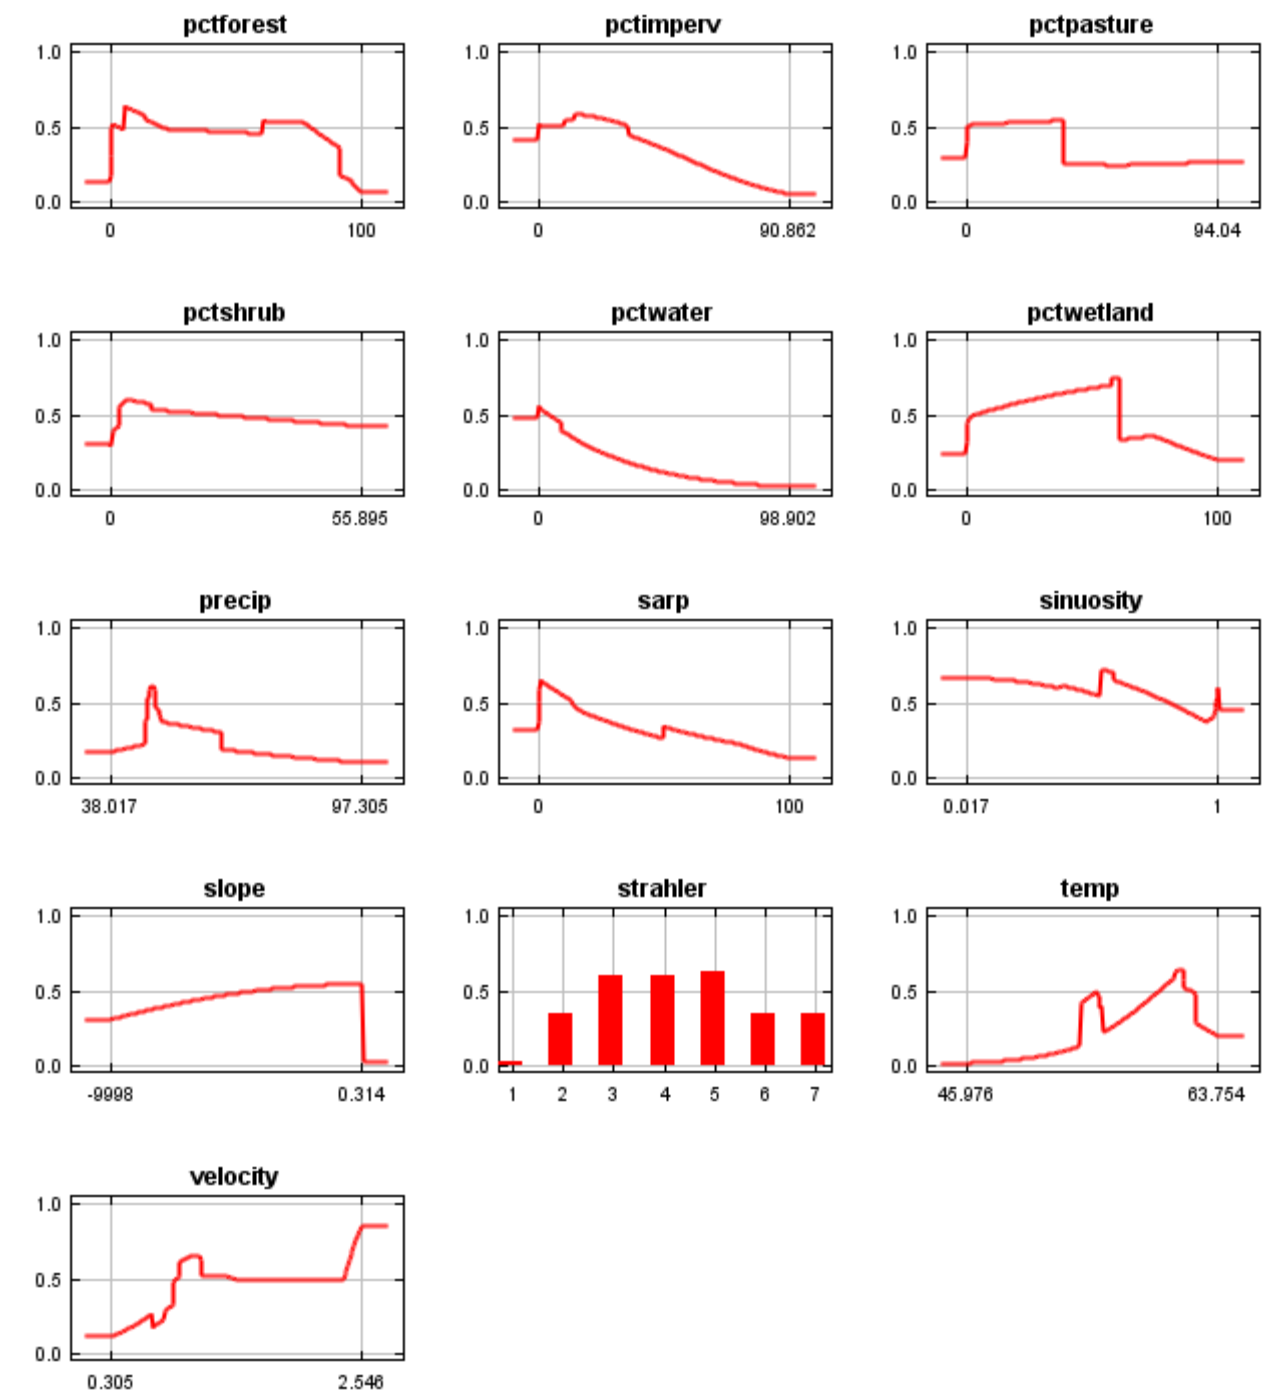 pctforest pctimperv pctpasture
1.0 1.0 1.0
0.5 0.5 0.5
0.0 0.0 0.0
0 100 0 90.862 0 94.04
pctshrub pctwater pctwetland
1.0 1.0 1.0
0.5 0.5 0.5
0.0 0.0 0.0
0 55.895 0 98.902 0 100
precip sarp sinuosity
1.0 1.0 1.0
0.5 0.5 0.5
0.0 0.0 0.0
38.017 97.305 0 100 0.017 1
slope strahler temp
1.0 1.0 1.0
0.5 0.5 0.5
0.0 0.0 0.0
-9998 0.314 1 2 3 4 5 6 7 45.976 63.754
velocity
1.0
0.5
0.0
0.305 2.546